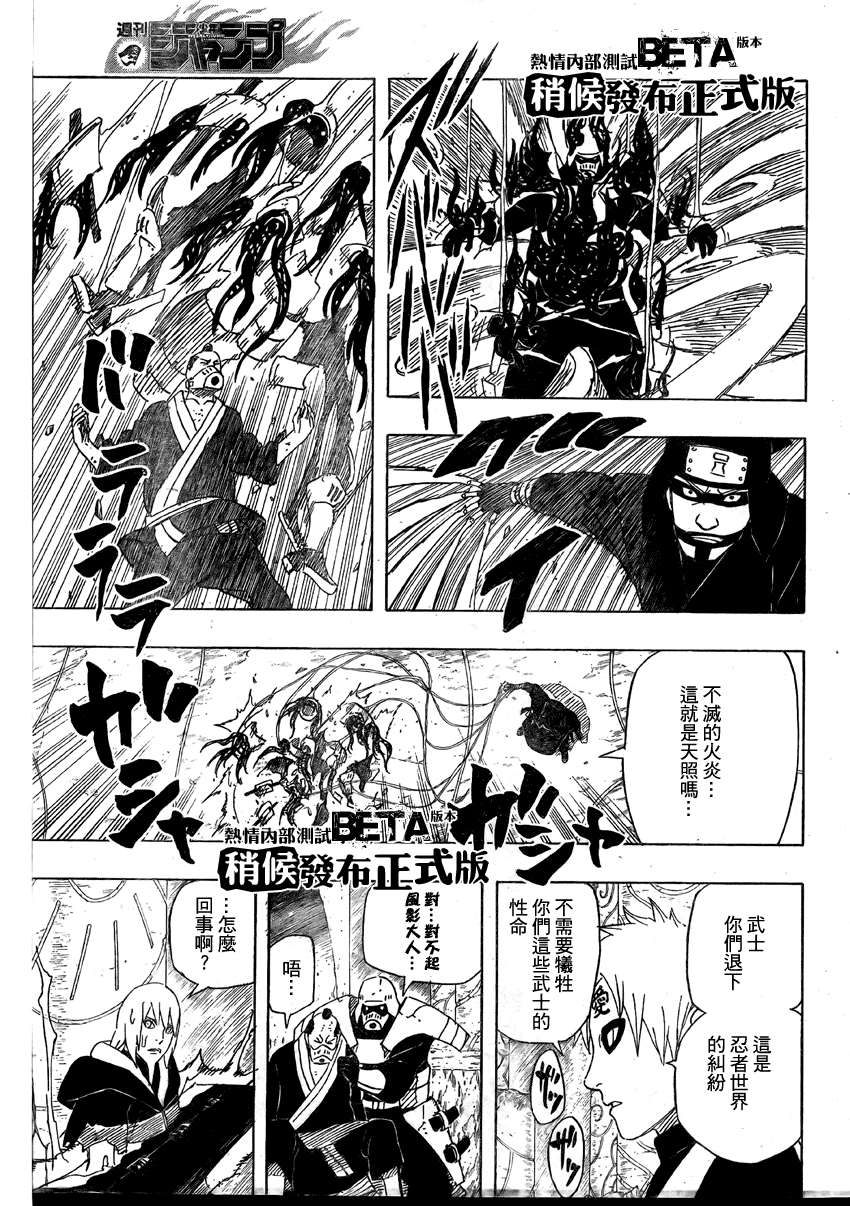 週刊少年ジャンプ
熱情內部測試BETA版本
稍候發布正式版
ズズズ
ドドラララ
グイ
不滅的火炎…
這就是天照嗎…
ガシャ
ガシャ
熱情內部測試BETA版本
稍候發布正式版
武士
你們退下
這是
忍者世界
的糾紛
愛
不需要犧牲
你們這些武士的
性命
ザッ
ザッ
對…對不起
風影大人…
唔…
…怎麼
回事啊？